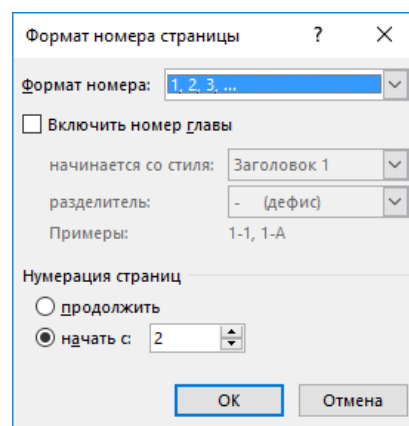 Формат номера страницы ? ×
Формат номера: 1, 2, 3, ...
Включить номер главы
начинается со стиля: Заголовок 1
разделитель: - (дефис)
Примеры: 1-1, 1-A
Нумерация страниц
продолжить
начать с: 2
ОК Отмена